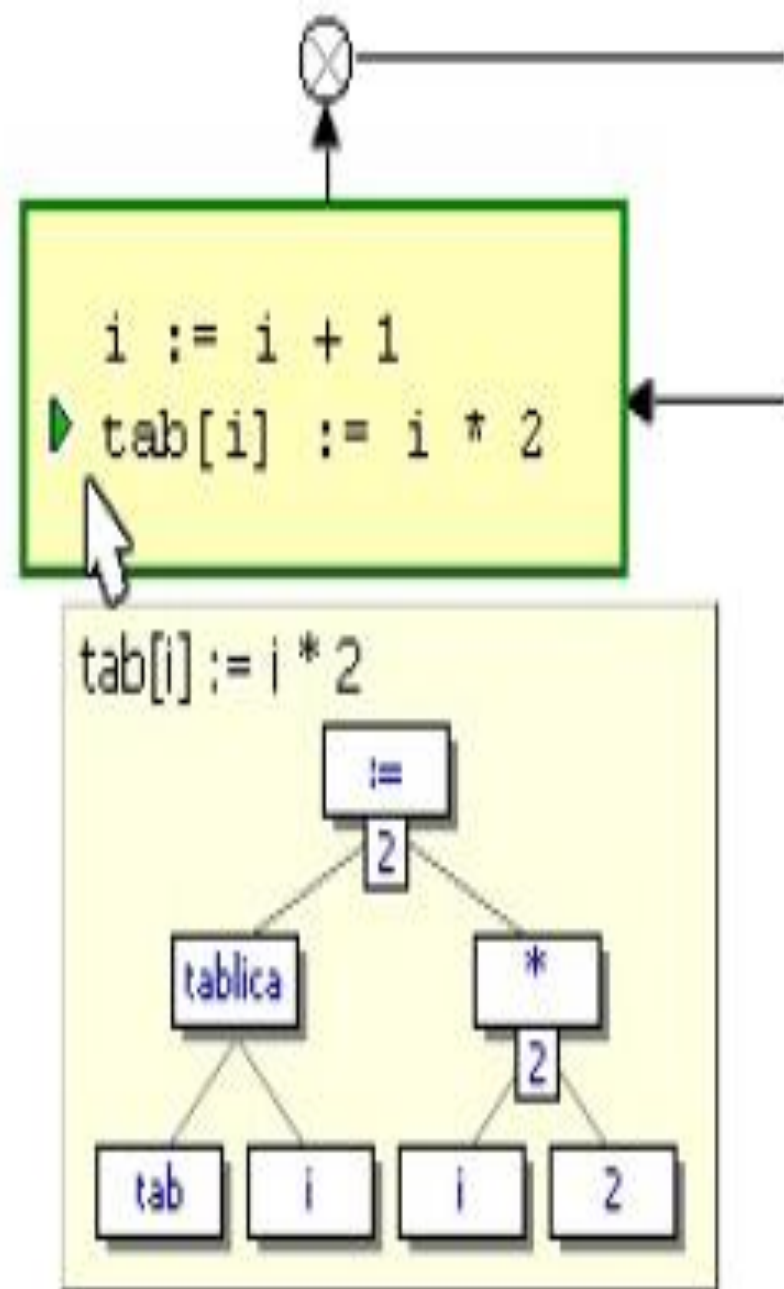 i := i + 1
tab[i] := i * 2
tab[i] := i * 2
:=
2
tablica *
2
tab i i 2